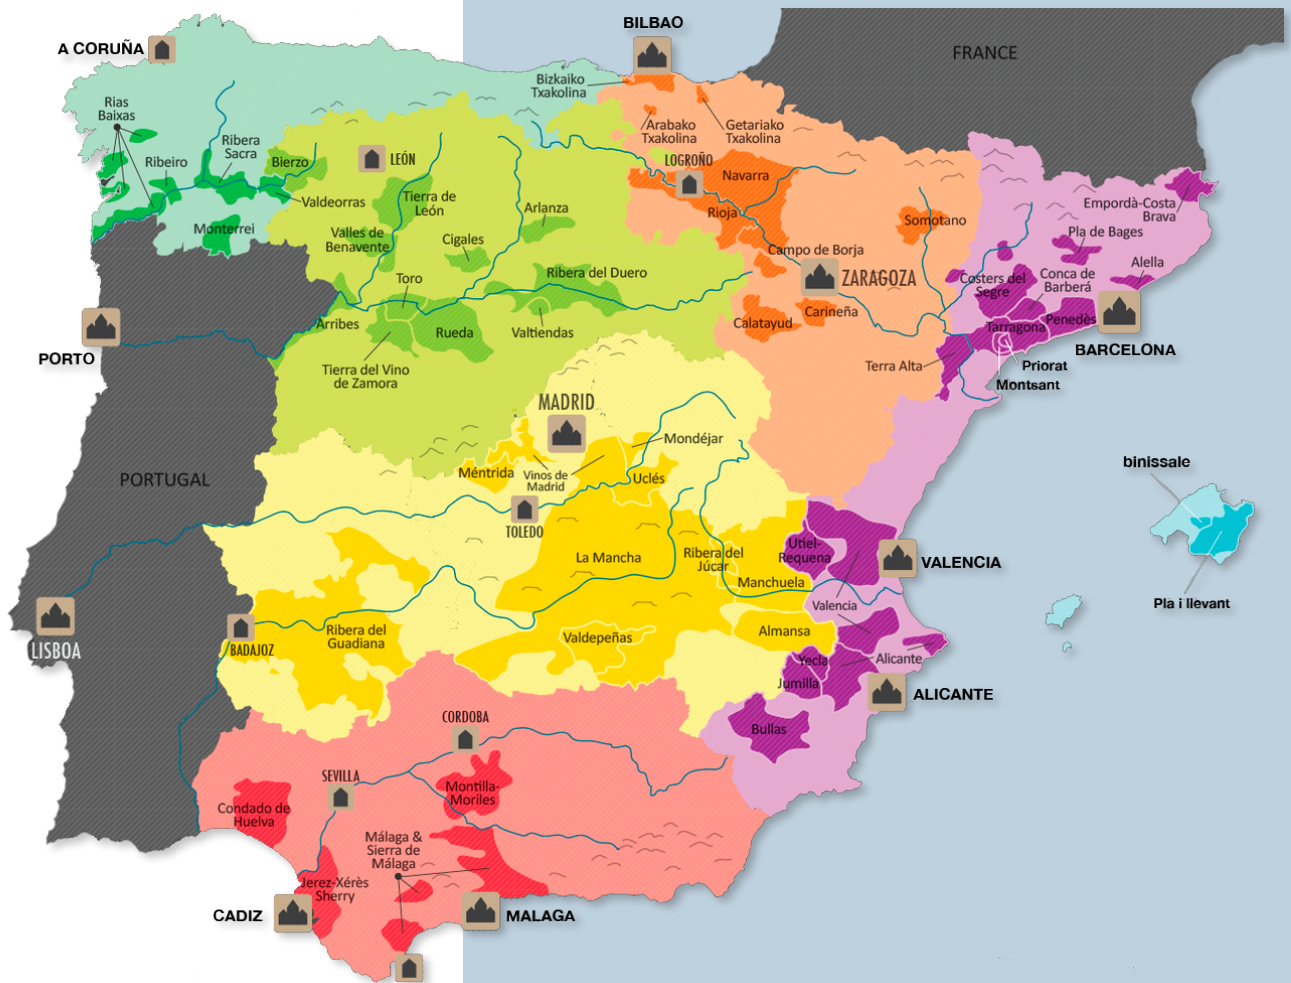 BILBAO
A CORUÑA
FRANCE
Bizkaiko
Txakolina
Rias
Baixas
Arabako
Txakolina
Getariako
Txakolina
Ribera
Sacra
Ribeiro
Bierzo
LEÓN
LOGROÑO
Navarra
Valdeorras
Tierra de
León
Arlanza
Rioja
Somotano
Empordà-Costa
Brava
Monterrei
Valles de
Benavente
Cigales
Campo de Borja
Pla de Bages
Toro
Ribera del Duero
ZARAGOZA
Costers del
Segre
Conca de
Barberá
Alella
Arribes
Rueda
Valtiendas
Calatayud
Carineña
Tarragona
Penedès
PORTO
BARCELONA
Tierra del Vino
de Zamora
Terra Alta
Priorat
Montsant
MADRID
Mondéjar
PORTUGAL
Méntrida
Vinos de
Madrid
Uclés
binissale
TOLEDO
La Mancha
Ribera del
Júcar
Utiel-
Requena
VALENCIA
Manchuela
Valencia
Pla i llevant
LISBOA
BADAJOZ
Ribera del
Guadiana
Valdepeñas
Almansa
Yecla
Alicante
Jumilla
ALICANTE
CORDOBA
Bullas
SEVILLA
Montilla-
Moriles
Condado de
Huelva
Málaga &
Sierra de
Málaga
Jerez-Xérès
Sherry
CADIZ
MALAGA